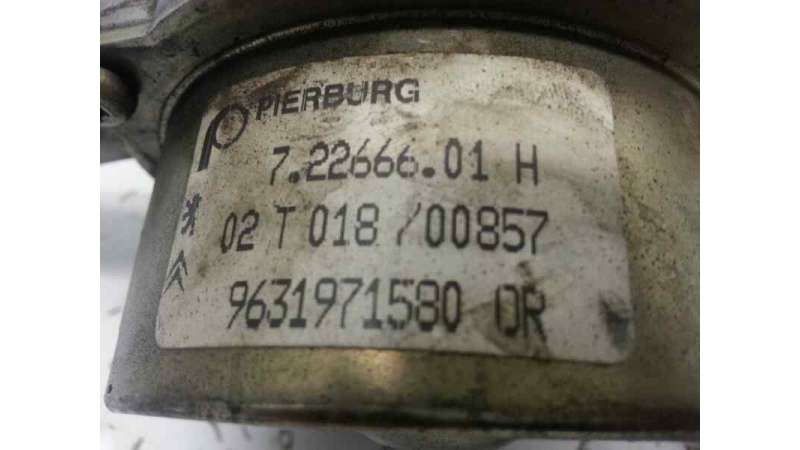 PIERBURG
7.22666.01 H
02 T 018 /00857
9631971580 OR